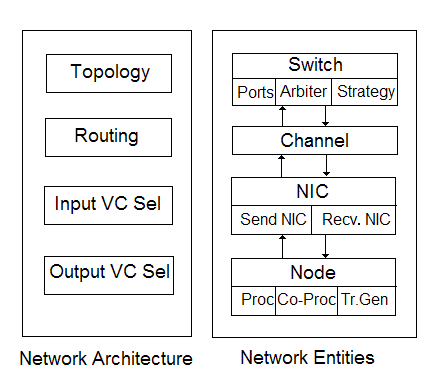 Topology
Routing
Input VC Sel
Output VC Sel
Network Architecture
Switch
Ports Arbiter Strategy
Channel
NIC
Send NIC Recv. NIC
Node
Proc Co-Proc Tr.Gen
Network Entities